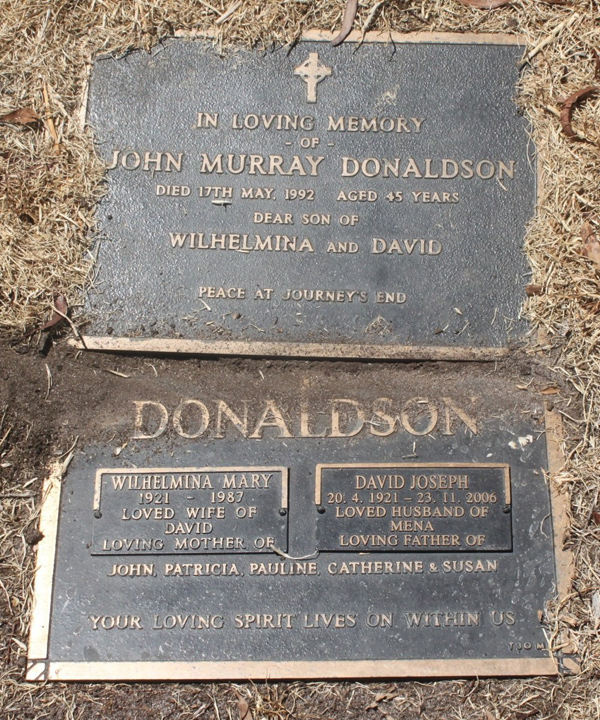 IN LOVING MEMORY
- OF -
JOHN MURRAY DONALDSON
DIED 17TH MAY, 1992 AGED 45 YEARS
DEAR SON OF
WILHELMINA AND DAVID
PEACE AT JOURNEY'S END
DONALDSON
WILHELMINA MARY
1921 - 1987
LOVED WIFE OF
DAVID
LOVING MOTHER OF
DAVID JOSEPH
20. 4. 1921 - 23. 11. 2006
LOVED HUSBAND OF
MENA
LOVING FATHER OF
JOHN, PATRICIA, PAULINE, CATHERINE & SUSAN
YOUR LOVING SPIRIT LIVES ON WITHIN US